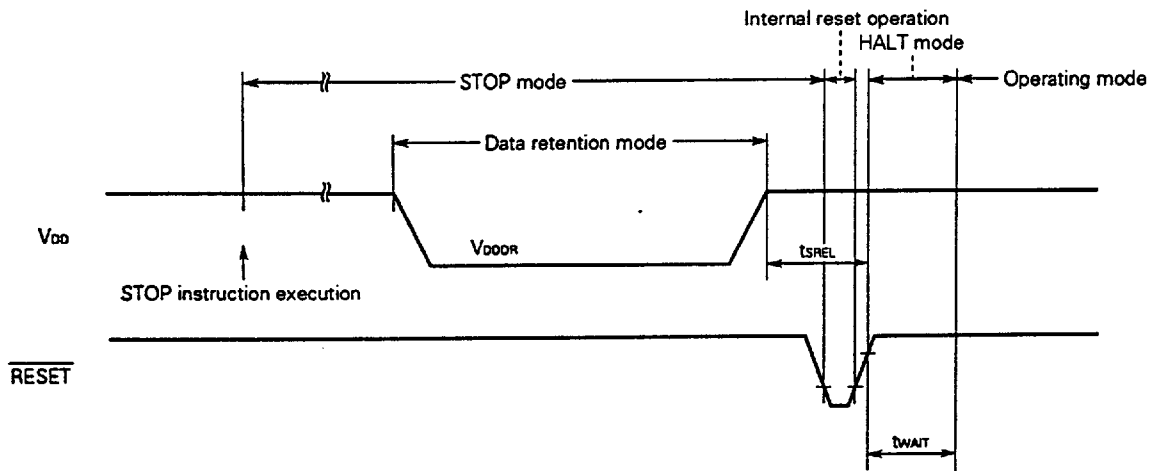 Internal reset operation
HALT mode
STOP mode
Operating mode
Data retention mode
VDD
VDDDR
tSREL
STOP instruction execution
RESET
tWAIT